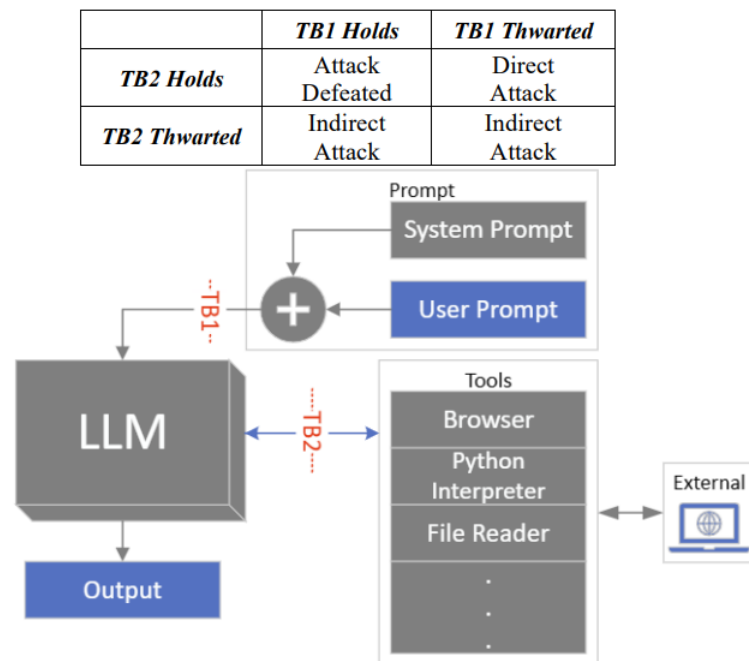 TB1 Holds TB1 Thwarted
TB2 Holds Attack Defeated Direct Attack
TB2 Thwarted Indirect Attack Indirect Attack
Prompt
System Prompt
User Prompt
+
--TB1--
LLM
----TB2----
Output
Tools
Browser
Python
Interpreter
File Reader
.
.
.
External